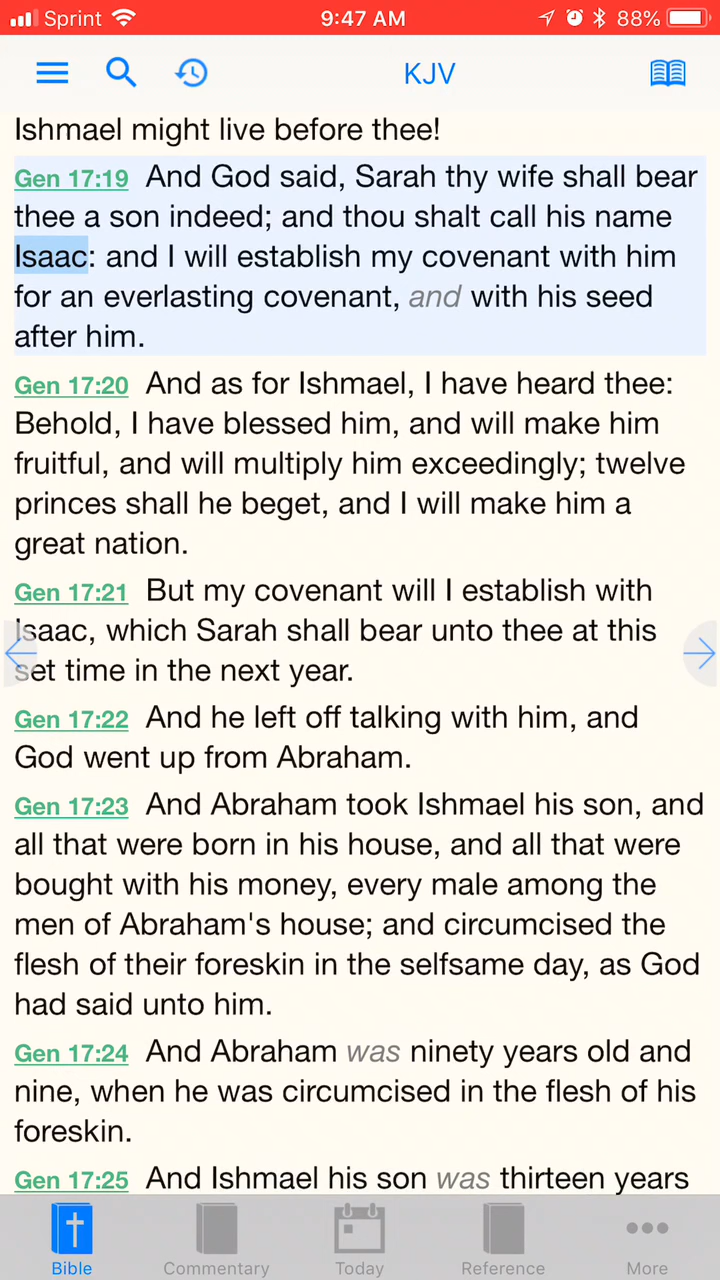 Sprint 9:47 AM 88%
KJV
Ishmael might live before thee!
Gen 17:19 And God said, Sarah thy wife shall bear
thee a son indeed; and thou shalt call his name
Isaac: and I will establish my covenant with him
for an everlasting covenant, and with his seed
after him.
Gen 17:20 And as for Ishmael, I have heard thee:
Behold, I have blessed him, and will make him
fruitful, and will multiply him exceedingly; twelve
princes shall he beget, and I will make him a
great nation.
Gen 17:21 But my covenant will I establish with
Isaac, which Sarah shall bear unto thee at this
set time in the next year.
Gen 17:22 And he left off talking with him, and
God went up from Abraham.
Gen 17:23 And Abraham took Ishmael his son, and
all that were born in his house, and all that were
bought with his money, every male among the
men of Abraham's house; and circumcised the
flesh of their foreskin in the selfsame day, as God
had said unto him.
Gen 17:24 And Abraham was ninety years old and
nine, when he was circumcised in the flesh of his
foreskin.
Gen 17:25 And Ishmael his son was thirteen years
Bible Commentary Today Reference More